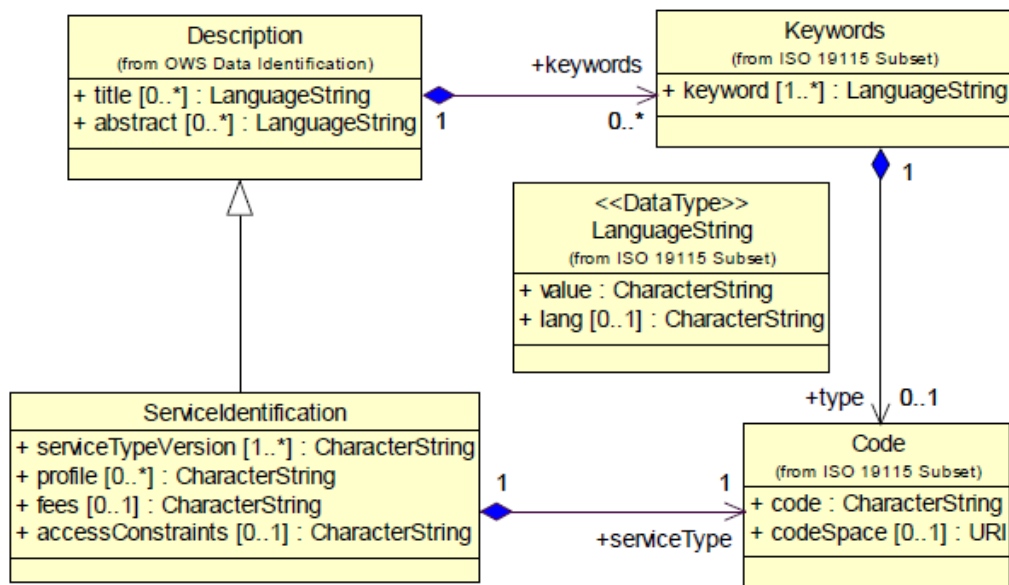 Description
(from OWS Data Identification)
+ title [0..*] : LanguageString
+ abstract [0..*] : LanguageString
+keywords
1
0..*
Keywords
(from ISO 19115 Subset)
+ keyword [1..*] : LanguageString
1
<<DataType>>
LanguageString
(from ISO 19115 Subset)
+ value : CharacterString
+ lang [0..1] : CharacterString
+type
0..1
ServiceIdentification
+ serviceTypeVersion [1..*] : CharacterString
+ profile [0..*] : CharacterString
+ fees [0..1] : CharacterString
+ accessConstraints [0..1] : CharacterString
1
1
+serviceType
Code
(from ISO 19115 Subset)
+ code : CharacterString
+ codeSpace [0..1] : URI